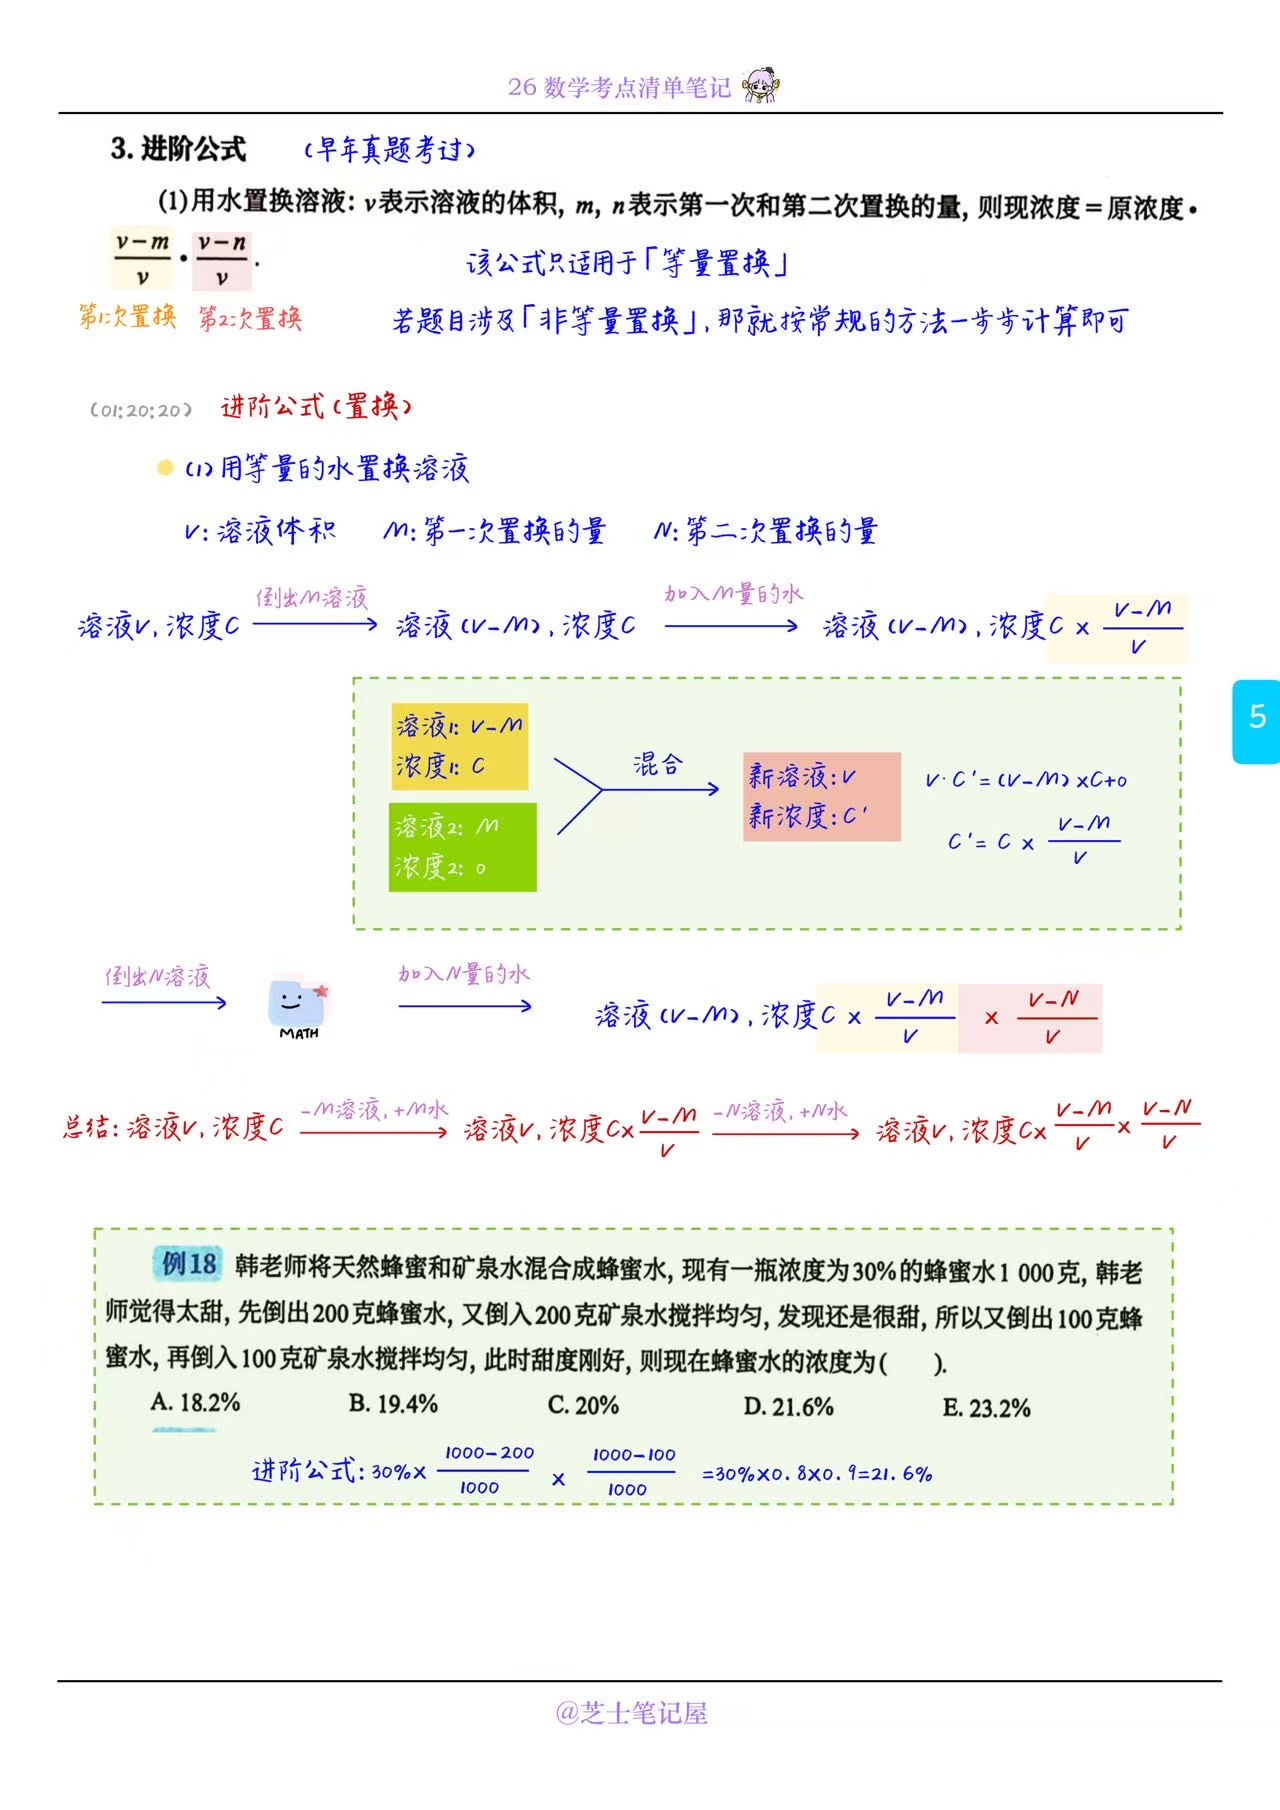 26 数学考点清单笔记
3. 进阶公式 (早年真题考过)
(1)用水置换溶液: v表示溶液的体积, m, n表示第一次和第二次置换的量, 则现浓度=原浓度·
(v-m)/v · (v-n)/v .
该公式只适用于「等量置换」
第1次置换 第2次置换
若题目涉及「非等量置换」, 那就按常规的方法一步步计算即可
(01:20:20) 进阶公式(置换)
(1) 用等量的水置换溶液
V: 溶液体积 M: 第一次置换的量 N: 第二次置换的量
倒出M溶液 加入M量的水
溶液V, 浓度C 溶液(V-M), 浓度C 溶液(V-M), 浓度C × (V-M)/V
溶液1: V-M
浓度1: C
混合
溶液2: M
浓度2: 0
新溶液: V
新浓度: C'
V·C'=(V-M)×C+0
C'= C × (V-M)/V
5
倒出N溶液 加入N量的水
MATH
溶液(V-M), 浓度C × (V-M)/V × (V-N)/V
-M溶液, +M水 -N溶液, +N水
总结: 溶液V, 浓度C 溶液V, 浓度C×(V-M)/V 溶液V, 浓度C×(V-M)/V×(V-N)/V
例18 韩老师将天然蜂蜜和矿泉水混合成蜂蜜水, 现有一瓶浓度为30%的蜂蜜水1 000克, 韩老
师觉得太甜, 先倒出200克蜂蜜水, 又倒入200克矿泉水搅拌均匀, 发现还是很甜, 所以又倒出100克蜂
蜜水, 再倒入100克矿泉水搅拌均匀, 此时甜度刚好, 则现在蜂蜜水的浓度为( ).
A. 18.2% B. 19.4% C. 20% D. 21.6% E. 23.2%
进阶公式: 30%× (1000-200)/1000 × (1000-100)/1000 =30%×0.8×0.9=21.6%
@芝士笔记屋